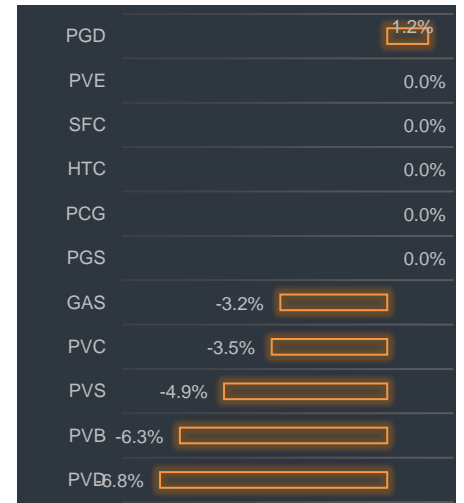 PGD 1.2%
PVE 0.0%
SFC 0.0%
HTC 0.0%
PCG 0.0%
PGS 0.0%
GAS -3.2%
PVC -3.5%
PVS -4.9%
PVB -6.3%
PVD -6.8%